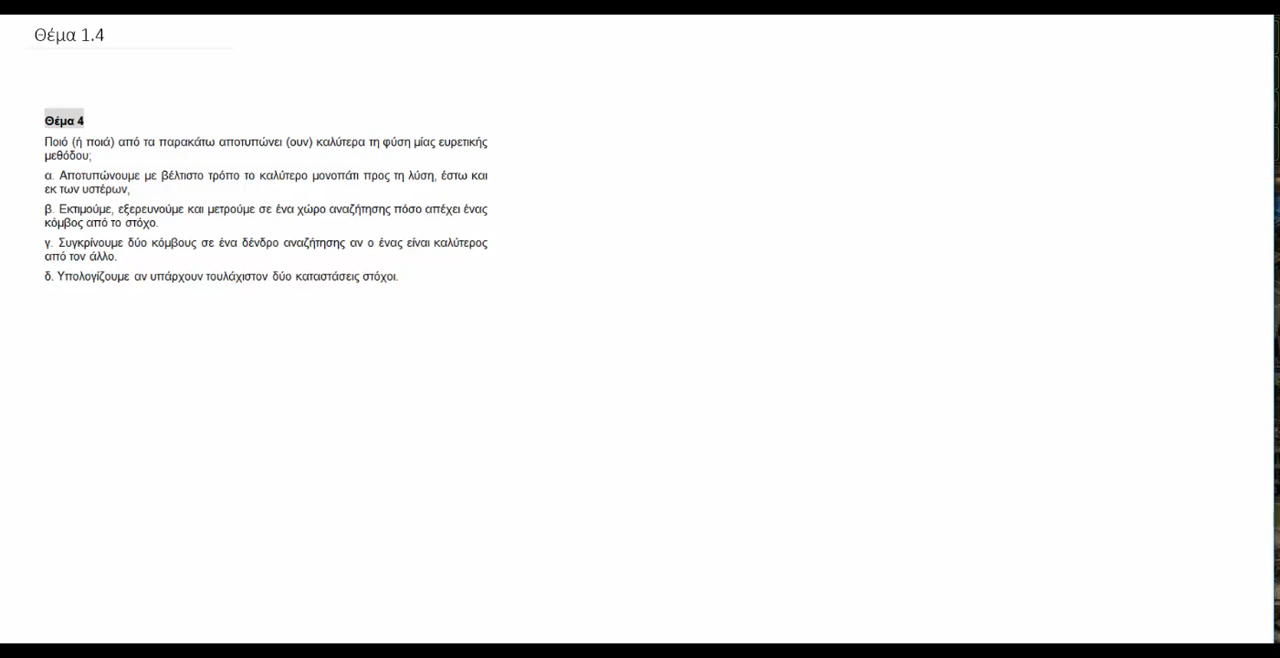 Θέμα 1.4
Θέμα 4
Ποιό (ή ποιά) από τα παρακάτω αποτυπώνει (ουν) καλύτερα τη φύση μίας ευρετικής
μεθόδου;
α. Αποτυπώνουμε με βέλτιστο τρόπο το καλύτερο μονοπάτι προς τη λύση, έστω και
εκ των υστέρων,
β. Εκτιμούμε, εξερευνούμε και μετρούμε σε ένα χώρο αναζήτησης πόσο απέχει ένας
κόμβος από το στόχο.
γ. Συγκρίνουμε δύο κόμβους σε ένα δένδρο αναζήτησης αν ο ένας είναι καλύτερος
από τον άλλο.
δ. Υπολογίζουμε αν υπάρχουν τουλάχιστον δύο καταστάσεις στόχοι.